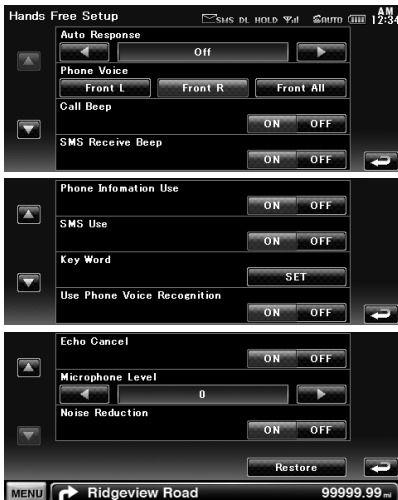 Hands Free Setup SMS DL HOLD AUTO AM 12:34
Auto Response
Off
Phone Voice
Front L Front R Front All
Call Beep
ON OFF
SMS Receive Beep
ON OFF
Phone Infomation Use
ON OFF
SMS Use
ON OFF
Key Word
SET
Use Phone Voice Recognition
ON OFF
Echo Cancel
ON OFF
Microphone Level
0
Noise Reduction
ON OFF
Restore
MENU Ridgeview Road 99999.99 mi